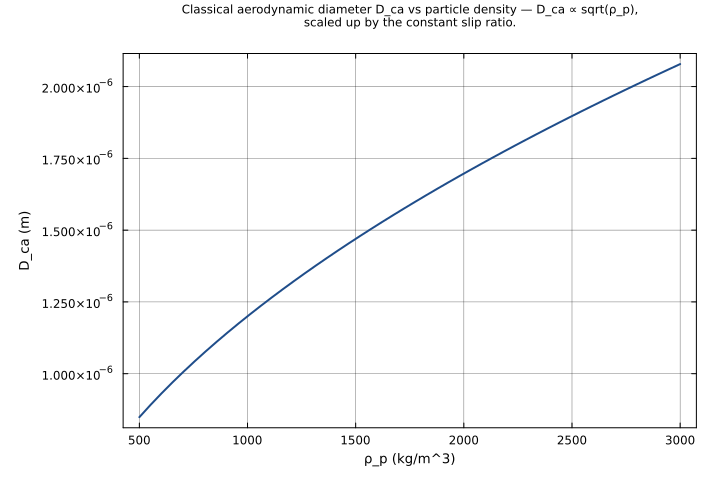 Classical aerodynamic diameter D_ca vs particle density — D_ca ∝ sqrt(ρ_p),
scaled up by the constant slip ratio.
2.000×10⁻⁶
1.750×10⁻⁶
1.500×10⁻⁶
1.250×10⁻⁶
1.000×10⁻⁶
D_ca (m)
500 1000 1500 2000 2500 3000
ρ_p (kg/m^3)